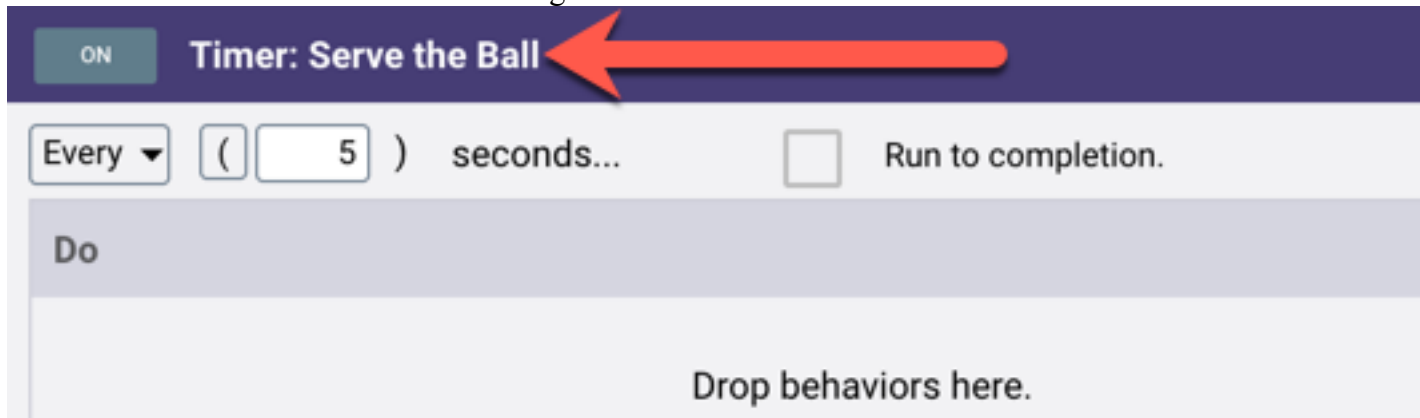 ON Timer: Serve the Ball
Every ( 5 ) seconds... Run to completion.
Do
Drop behaviors here.